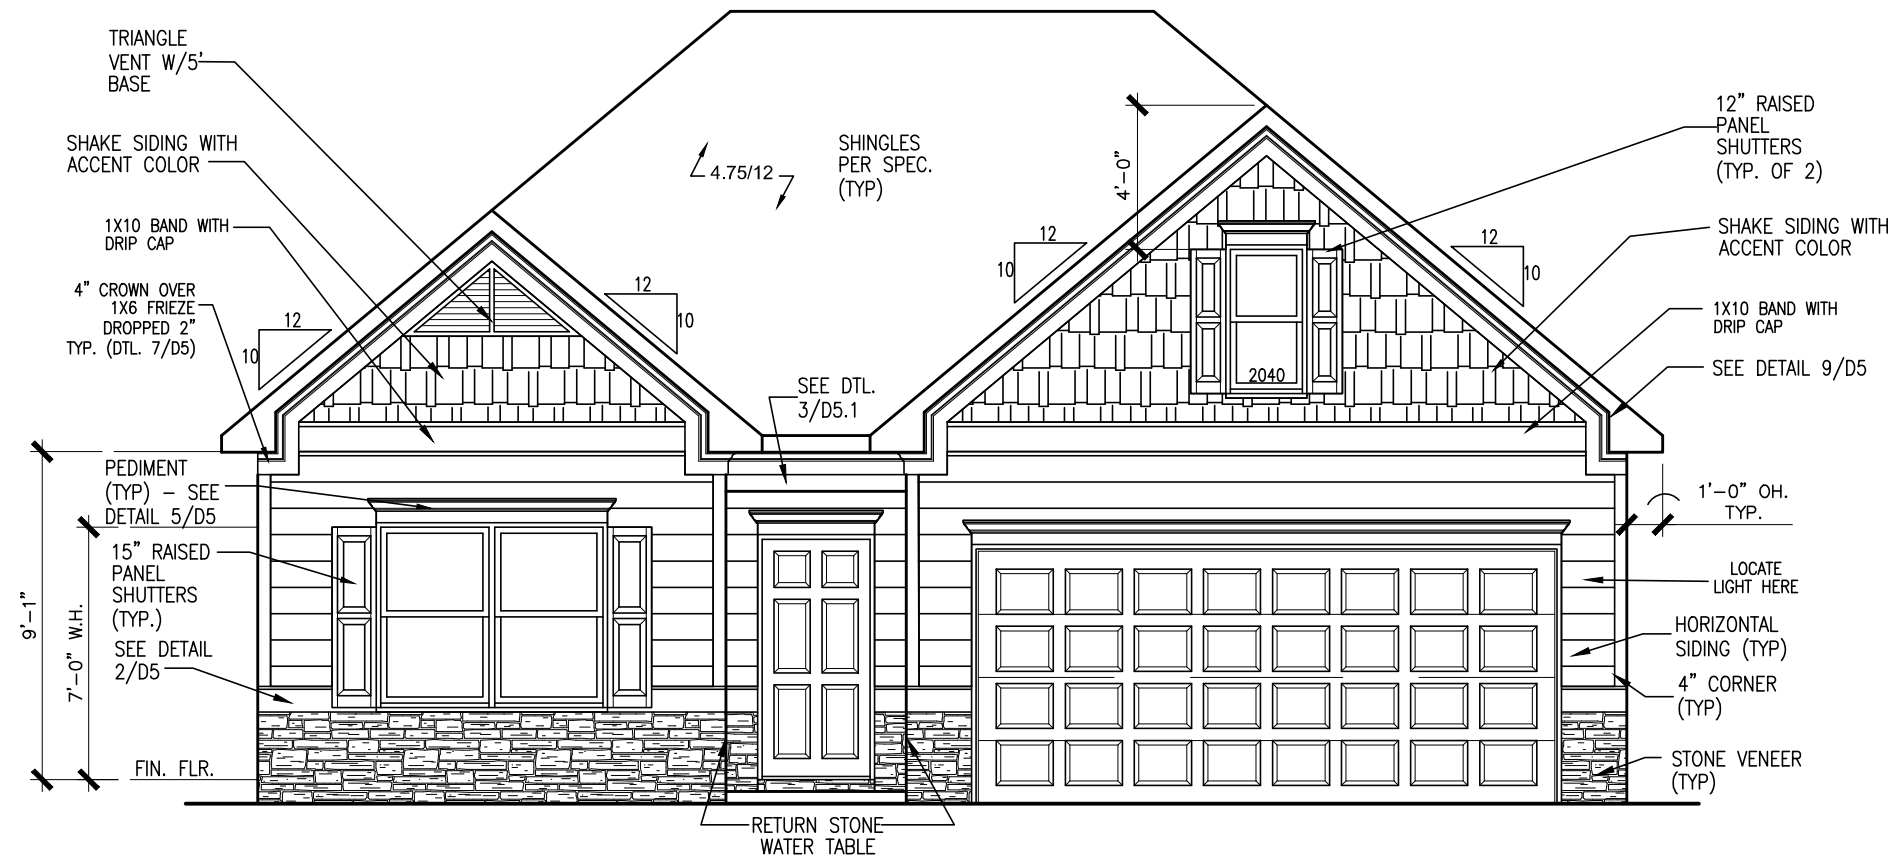 TRIANGLE
VENT W/5'
BASE
SHAKE SIDING WITH
ACCENT COLOR
1X10 BAND WITH
DRIP CAP
4" CROWN OVER
1X6 FRIEZE
DROPPED 2"
TYP. (DTL. 7/D5)
12
10
12
10
4.75/12
SHINGLES
PER SPEC.
(TYP)
4'-0"
12
10
12
10
12" RAISED
PANEL
SHUTTERS
(TYP. OF 2)
SHAKE SIDING WITH
ACCENT COLOR
1X10 BAND WITH
DRIP CAP
SEE DETAIL 9/D5
2040
SEE DTL.
3/D5.1
PEDIMENT
(TYP) – SEE
DETAIL 5/D5
15" RAISED
PANEL
SHUTTERS
(TYP.)
SEE DETAIL
2/D5
9'-1"
7'-0" W.H.
FIN. FLR.
1'-0" OH.
TYP.
LOCATE
LIGHT HERE
HORIZONTAL
SIDING (TYP)
4" CORNER
(TYP)
STONE VENEER
(TYP)
RETURN STONE
WATER TABLE